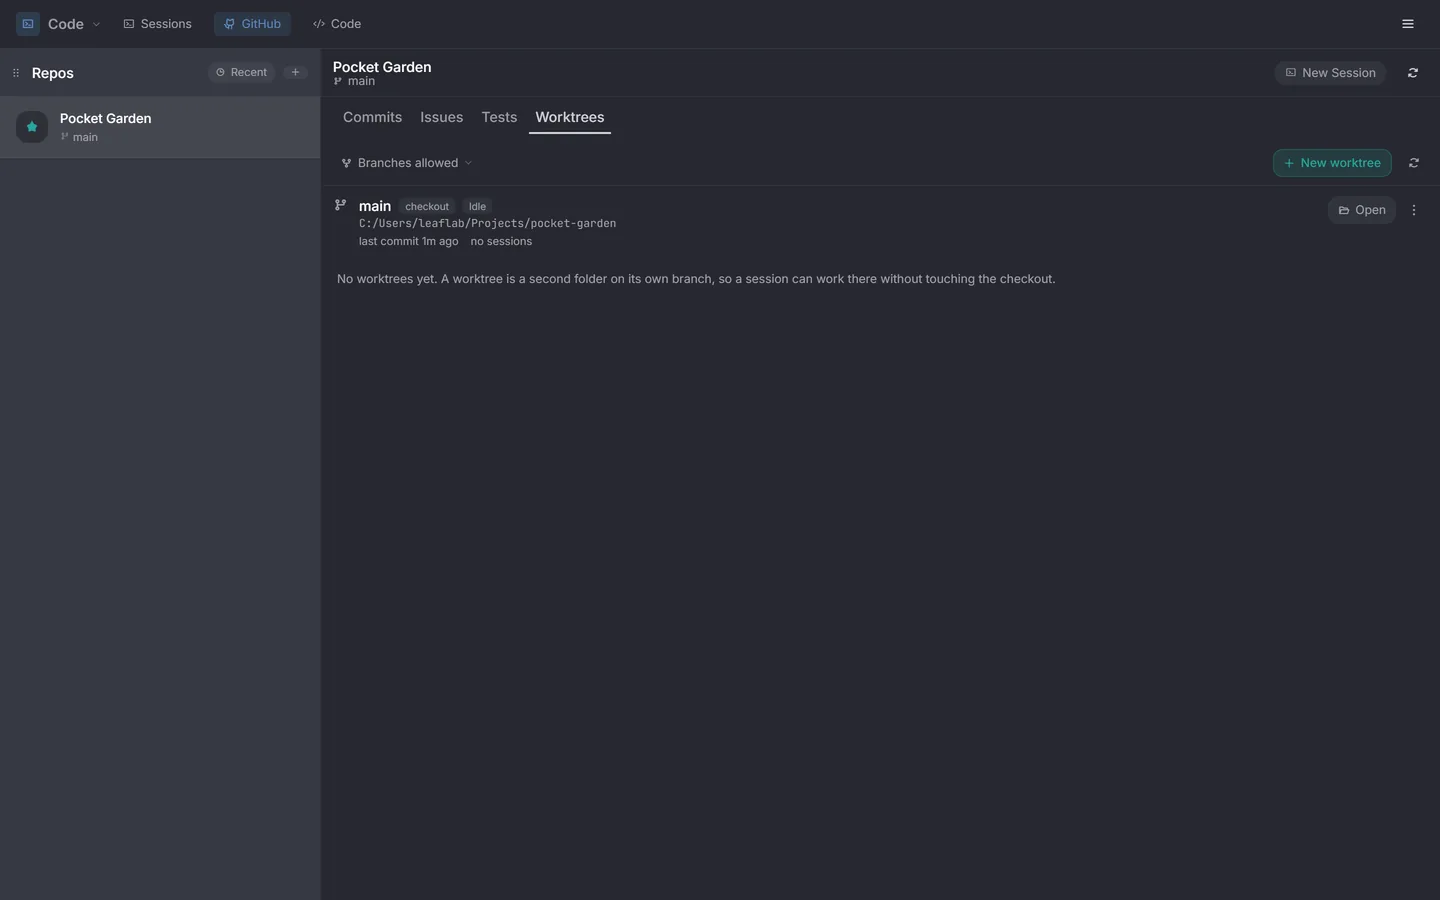 Code
Sessions
GitHub
Code
Repos
Recent
Pocket Garden
main
Pocket Garden
main
New Session
Commits
Issues
Tests
Worktrees
Branches allowed
New worktree
main
checkout
Idle
C:/Users/leaflab/Projects/pocket-garden
last commit 1m ago
no sessions
Open
No worktrees yet. A worktree is a second folder on its own branch, so a session can work there without touching the checkout.